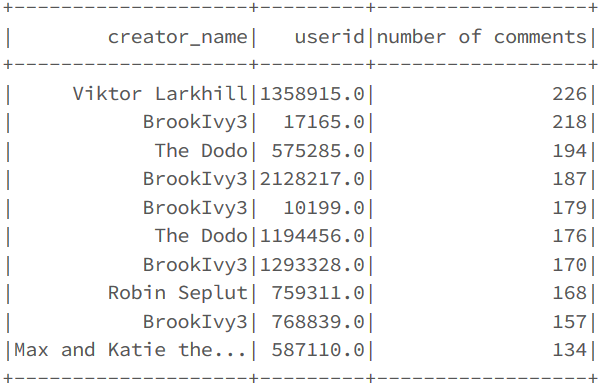 +--------------------+---------+------------------+
|        creator_name|   userid|number of comments|
+--------------------+---------+------------------+
|     Viktor Larkhill|1358915.0|               226|
|           BrookIvy3|  17165.0|               218|
|            The Dodo| 575285.0|               194|
|           BrookIvy3|2128217.0|               187|
|           BrookIvy3|  10199.0|               179|
|            The Dodo|1194456.0|               176|
|           BrookIvy3|1293328.0|               170|
|        Robin Seplut| 759311.0|               168|
|           BrookIvy3| 768839.0|               157|
|Max and Katie the...| 587110.0|               134|
+--------------------+---------+------------------+